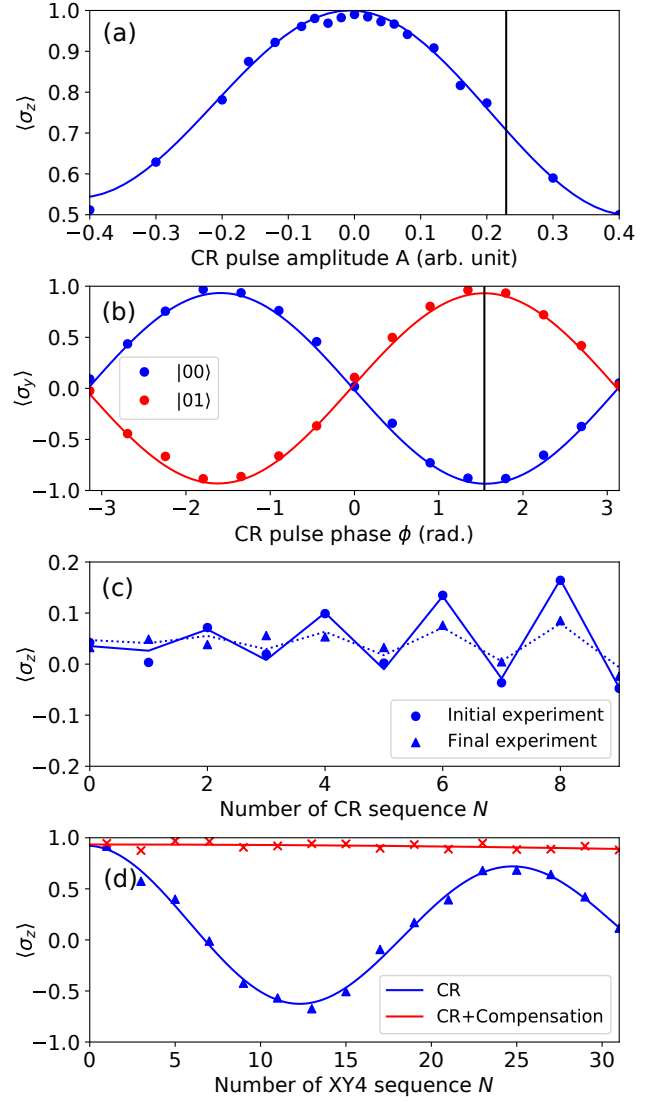 (a)
⟨σz⟩
1.0
0.9
0.8
0.7
0.6
0.5
−0.4 −0.3 −0.2 −0.1 0.0 0.1 0.2 0.3 0.4
CR pulse amplitude A (arb. unit)
(b)
⟨σy⟩
1.0
0.5
0.0
−0.5
−1.0
|00⟩
|01⟩
−3 −2 −1 0 1 2 3
CR pulse phase ϕ (rad.)
(c)
⟨σz⟩
0.2
0.1
0.0
−0.1
−0.2
Initial experiment
Final experiment
0 2 4 6 8
Number of CR sequence N
(d)
⟨σz⟩
1.0
0.5
0.0
−0.5
−1.0
CR
CR+Compensation
0 5 10 15 20 25 30
Number of XY4 sequence N